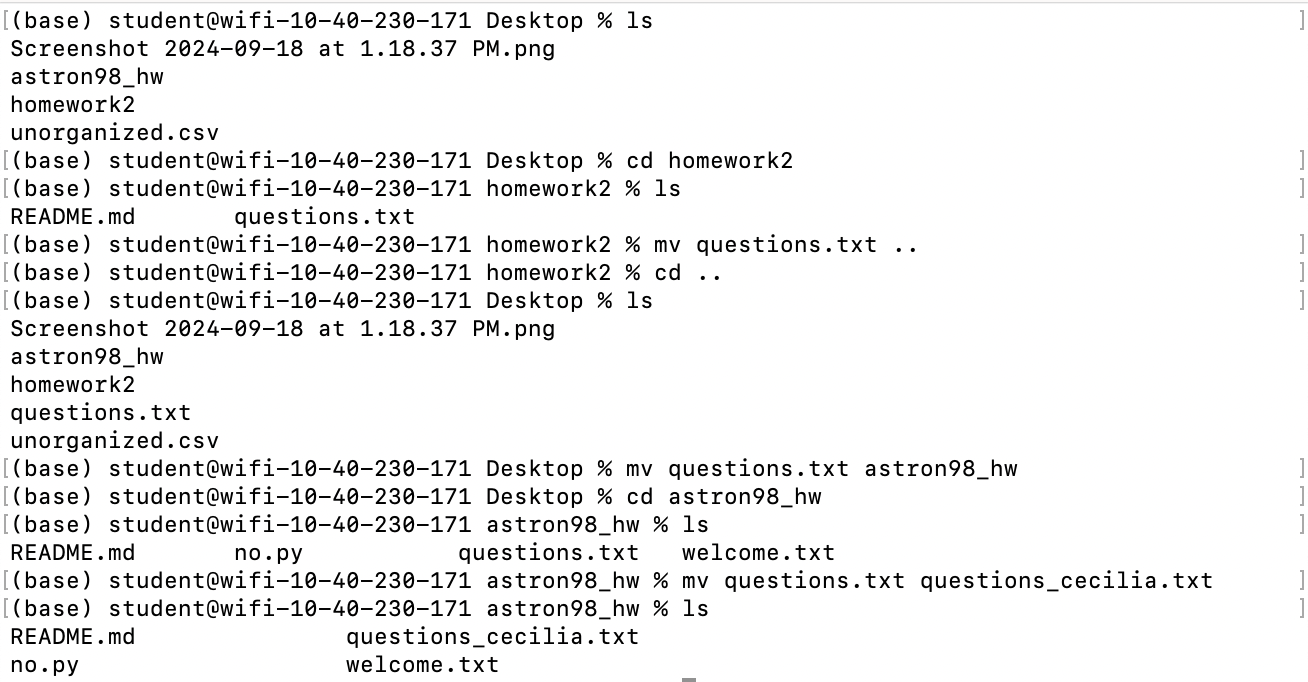 [(base) student@wifi-10-40-230-171 Desktop % ls ]
Screenshot 2024-09-18 at 1.18.37 PM.png
astron98_hw
homework2
unorganized.csv
[(base) student@wifi-10-40-230-171 Desktop % cd homework2 ]
[(base) student@wifi-10-40-230-171 homework2 % ls ]
README.md questions.txt
[(base) student@wifi-10-40-230-171 homework2 % mv questions.txt .. ]
[(base) student@wifi-10-40-230-171 homework2 % cd .. ]
[(base) student@wifi-10-40-230-171 Desktop % ls ]
Screenshot 2024-09-18 at 1.18.37 PM.png
astron98_hw
homework2
questions.txt
unorganized.csv
[(base) student@wifi-10-40-230-171 Desktop % mv questions.txt astron98_hw ]
[(base) student@wifi-10-40-230-171 Desktop % cd astron98_hw ]
[(base) student@wifi-10-40-230-171 astron98_hw % ls ]
README.md no.py questions.txt welcome.txt
[(base) student@wifi-10-40-230-171 astron98_hw % mv questions.txt questions_cecilia.txt ]
[(base) student@wifi-10-40-230-171 astron98_hw % ls ]
README.md questions_cecilia.txt
no.py welcome.txt